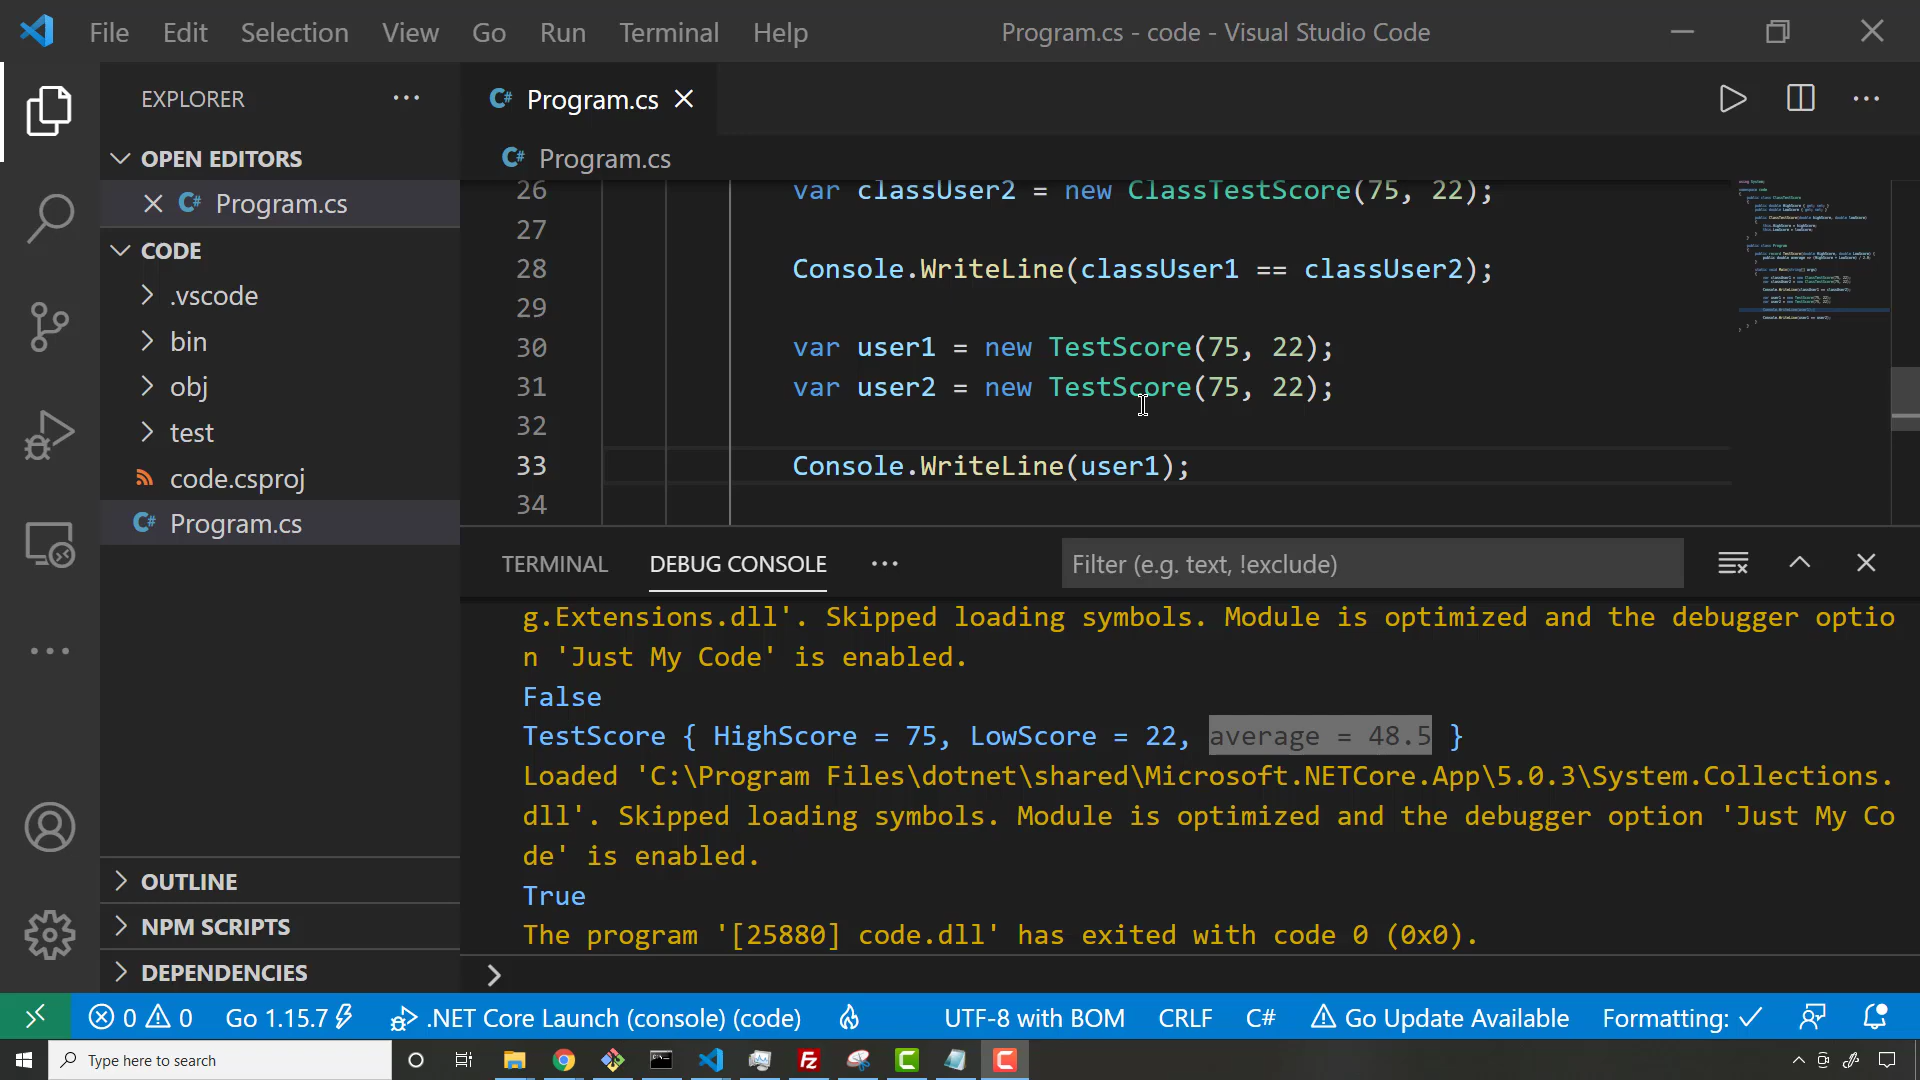 File Edit Selection View Go Run Terminal Help Program.cs - code - Visual Studio Code
EXPLORER
OPEN EDITORS
Program.cs
CODE
.vscode
bin
obj
test
code.csproj
Program.cs
OUTLINE
NPM SCRIPTS
DEPENDENCIES
Program.cs
Program.cs
26 var classUser2 = new ClassTestScore(75, 22);
27
28 Console.WriteLine(classUser1 == classUser2);
29
30 var user1 = new TestScore(75, 22);
31 var user2 = new TestScore(75, 22);
32
33 Console.WriteLine(user1);
34
TERMINAL DEBUG CONSOLE Filter (e.g. text, !exclude)
g.Extensions.dll'. Skipped loading symbols. Module is optimized and the debugger optio
n 'Just My Code' is enabled.
False
TestScore { HighScore = 75, LowScore = 22, average = 48.5 }
Loaded 'C:\Program Files\dotnet\shared\Microsoft.NETCore.App\5.0.3\System.Collections.
dll'. Skipped loading symbols. Module is optimized and the debugger option 'Just My Co
de' is enabled.
True
The program '[25880] code.dll' has exited with code 0 (0x0).
0 0 Go 1.15.7 .NET Core Launch (console) (code) UTF-8 with BOM CRLF C# Go Update Available Formatting:
Type here to search